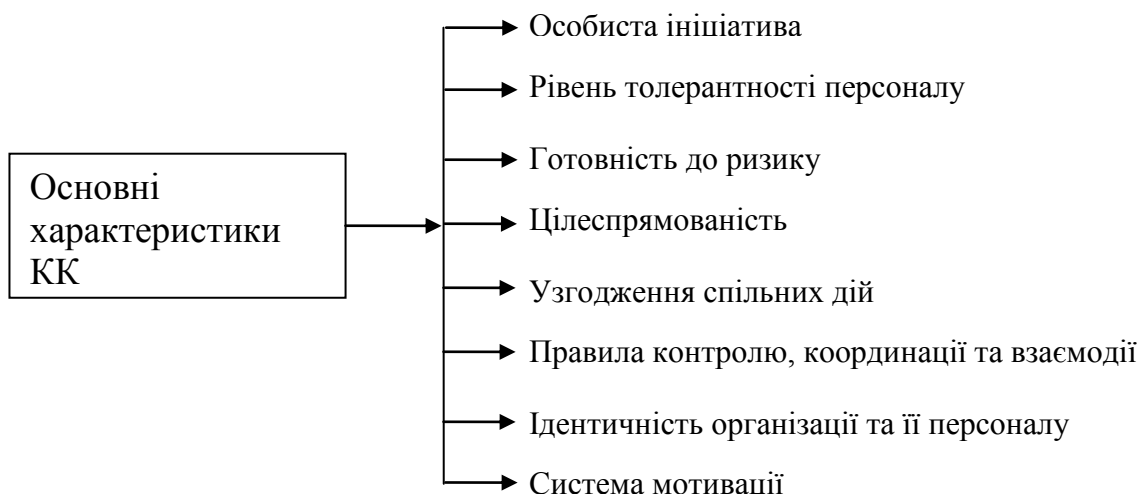 Особиста ініціатива
Рівень толерантності персоналу
Готовність до ризику
Основні
характеристики
КК
Цілеспрямованість
Узгодження спільних дій
Правила контролю, координації та взаємодії
Ідентичність організації та її персоналу
Система мотивації